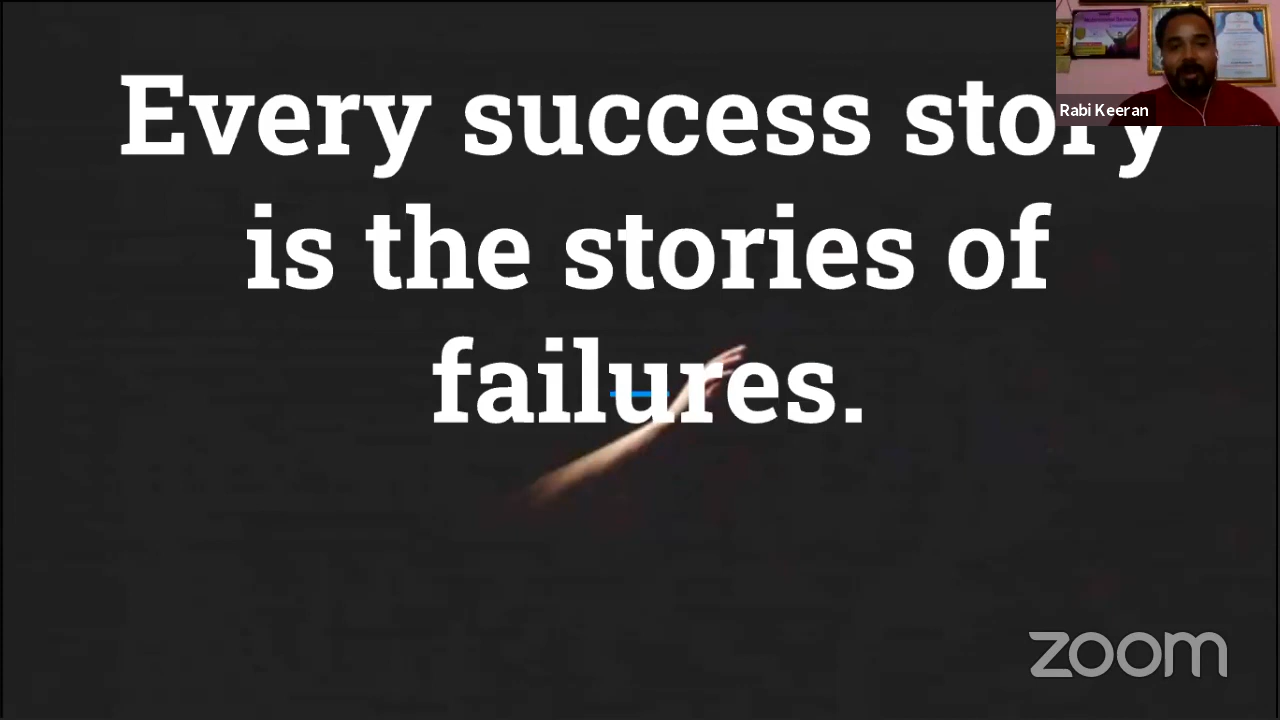 Every success story
is the stories of
failures.
Rabi Keeran
zoom